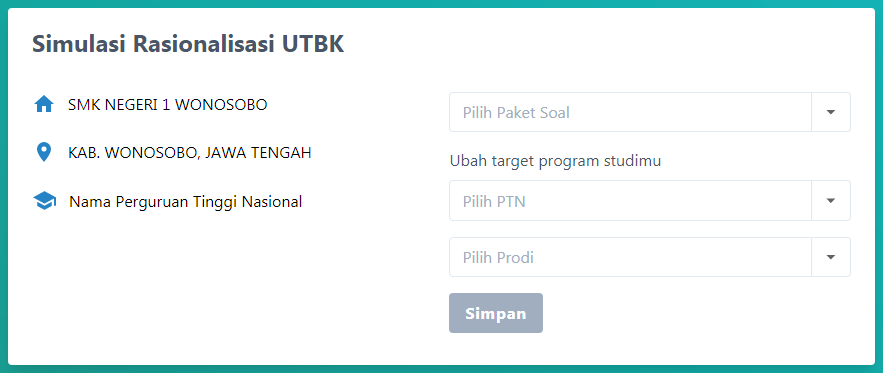 Simulasi Rasionalisasi UTBK
SMK NEGERI 1 WONOSOBO
KAB. WONOSOBO, JAWA TENGAH
Nama Perguruan Tinggi Nasional
Pilih Paket Soal
Ubah target program studimu
Pilih PTN
Pilih Prodi
Simpan